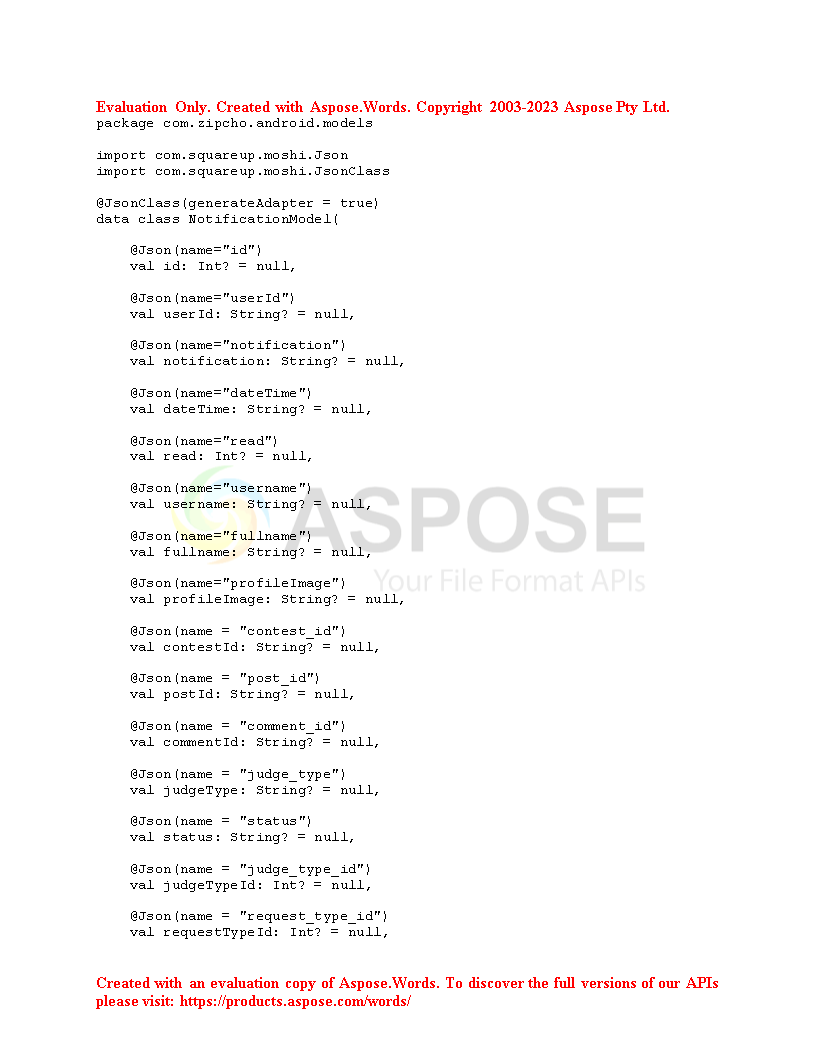 Evaluation Only. Created with Aspose.Words. Copyright 2003-2023 Aspose Pty Ltd.
package com.zipcho.android.models
import com.squareup.moshi.Json
import com.squareup.moshi.JsonClass
@JsonClass(generateAdapter = true)
data class NotificationModel(
@Json(name="id")
val id: Int? = null,
@Json(name="userId")
val userId: String? = null,
@Json(name="notification")
val notification: String? = null,
@Json(name="dateTime")
val dateTime: String? = null,
@Json(name="read")
val read: Int? = null,
@Json(name="username")
val username: String? = null,
@Json(name="fullname")
val fullname: String? = null,
ASPOSE
Your File Format APIs
@Json(name="profileImage")
val profileImage: String? = null,
@Json(name = "contest_id")
val contestId: String? = null,
@Json(name = "post_id")
val postId: String? = null,
@Json(name = "comment_id")
val commentId: String? = null,
@Json(name = "judge_type")
val judgeType: String? = null,
@Json(name = "status")
val status: String? = null,
@Json(name = "judge_type_id")
val judgeTypeId: Int? = null,
@Json(name = "request_type_id")
val requestTypeId: Int? = null,
Created with an evaluation copy of Aspose.Words. To discover the full versions of our APIs
please visit: https://products.aspose.com/words/